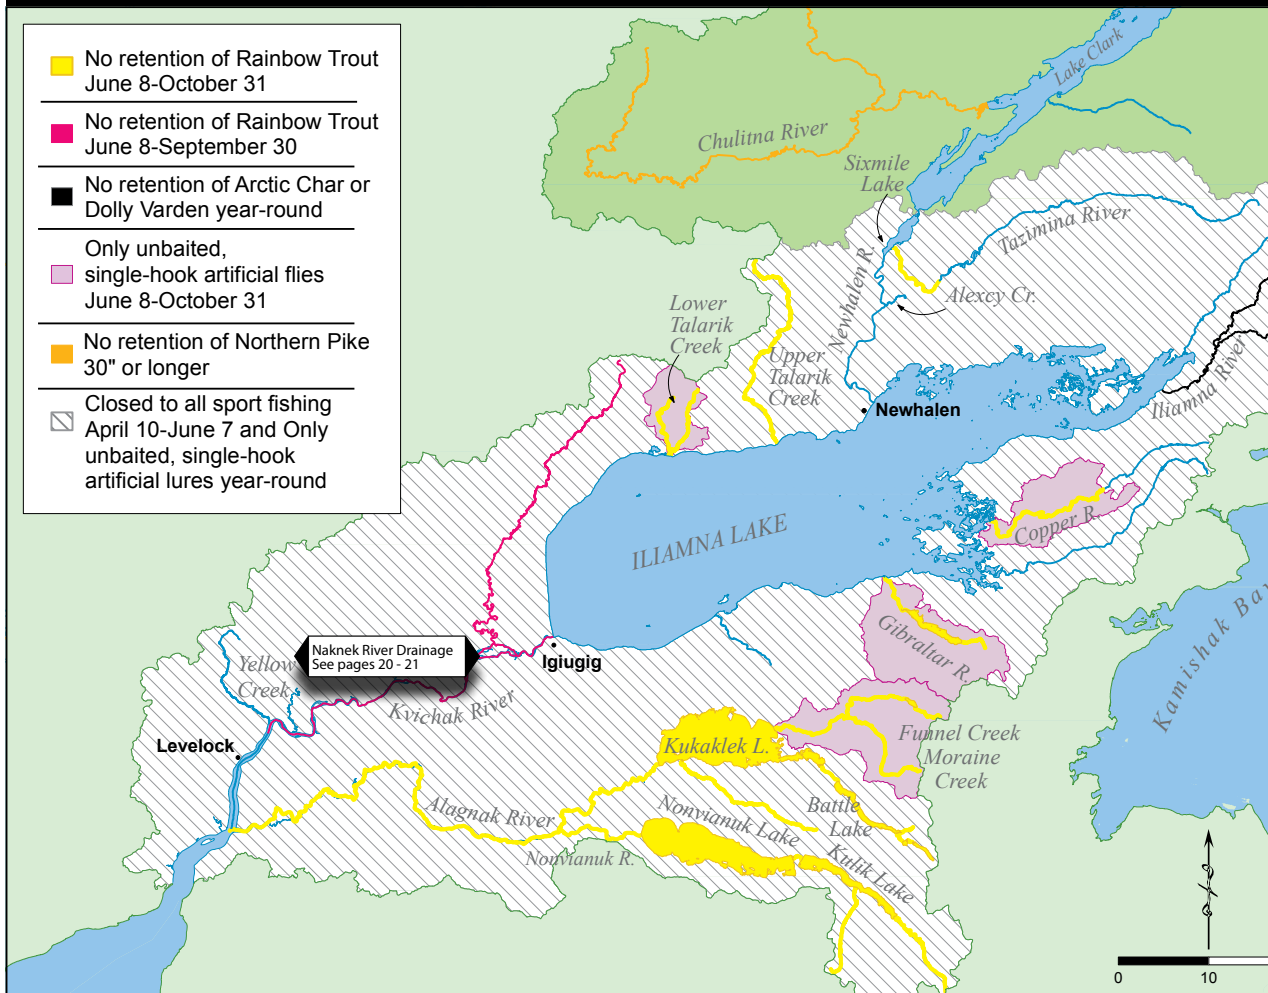 No retention of Rainbow Trout
June 8-October 31
No retention of Rainbow Trout
June 8-September 30
No retention of Arctic Char or
Dolly Varden year-round
Only unbaited,
single-hook artificial flies
June 8-October 31
No retention of Northern Pike
30" or longer
Closed to all sport fishing
April 10-June 7 and Only
unbaited, single-hook
artificial lures year-round
Lake Clark
Chulitna River
Sixmile
Lake
Tazimina River
Newhalen R.
Alexcy Cr.
Lower
Talarik
Creek
Upper
Talarik
Creek
Iliamna River
Newhalen
Copper R.
ILIAMNA LAKE
Kamishak Bay
Gibraltar R.
Naknek River Drainage
See pages 20 - 21
Igiugig
Yellow
Creek
Kvichak River
Levelock
Kukaklek L.
Funnel Creek
Moraine
Creek
Alagnak River
Nonvianuk Lake
Battle
Lake
Nonvianuk R.
Kulik Lake
0 10